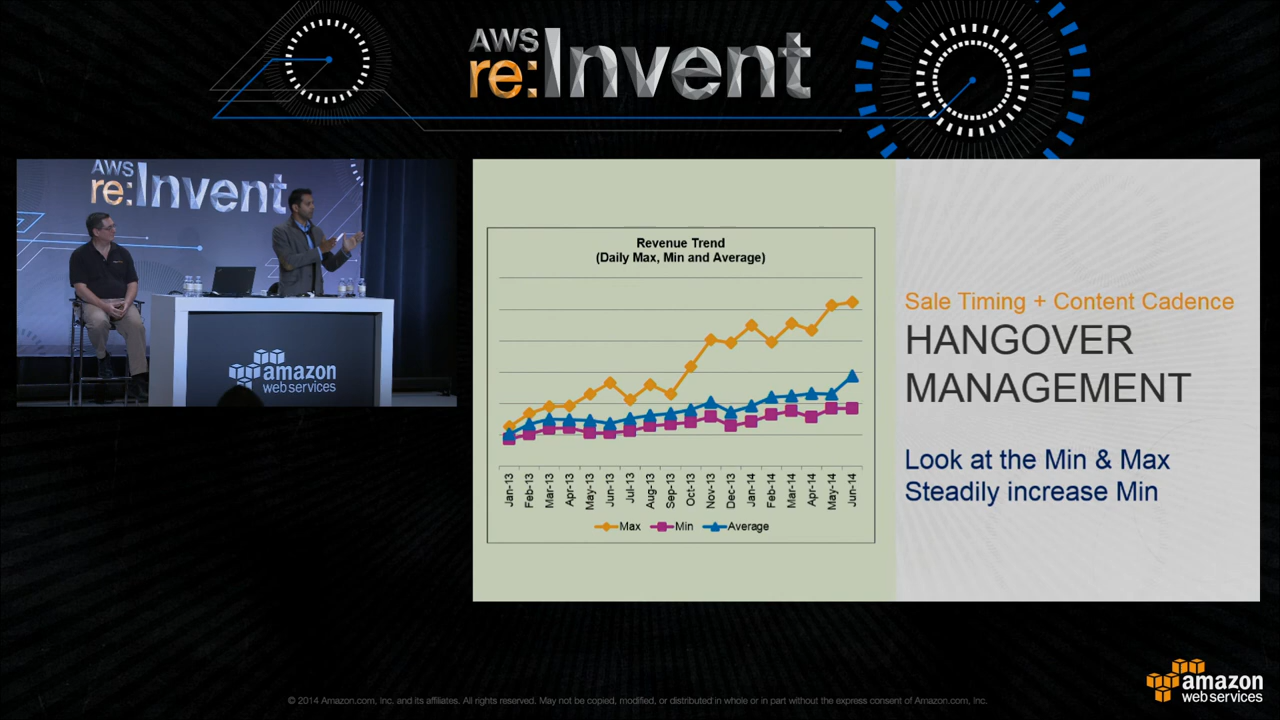 AWS
re:Invent
AWS
re:Invent
amazon
web services
Revenue Trend
(Daily Max, Min and Average)
Jan-13
Feb-13
Mar-13
Apr-13
May-13
Jun-13
Jul-13
Aug-13
Sep-13
Oct-13
Nov-13
Dec-13
Jan-14
Feb-14
Mar-14
Apr-14
May-14
Jun-14
Max Min Average
Sale Timing + Content Cadence
HANGOVER
MANAGEMENT
Look at the Min & Max
Steadily increase Min
© 2014 Amazon.com, Inc. and its affiliates. All rights reserved. May not be copied, modified, or distributed in whole or in part without the express consent of Amazon.com, Inc.
amazon
web services